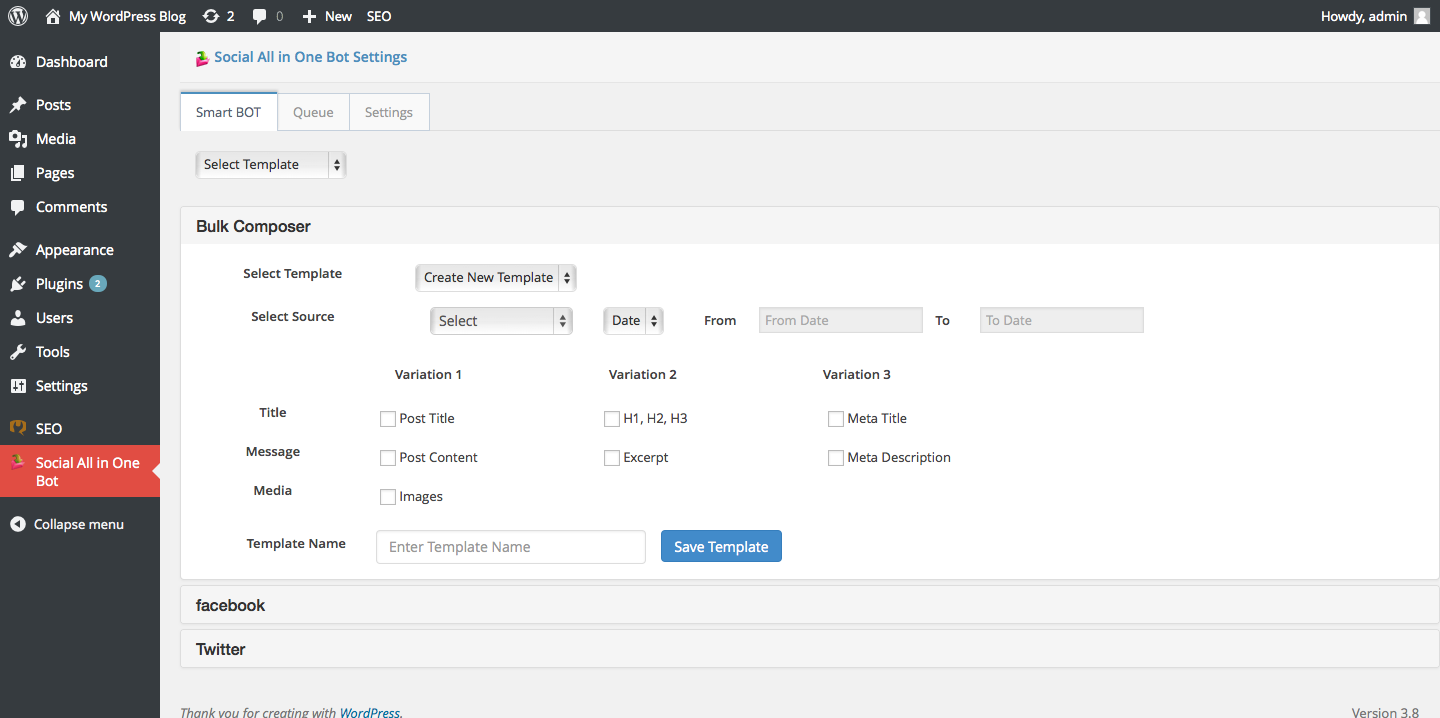 My WordPress Blog 2 0 New SEO Howdy, admin
Dashboard
Posts
Media
Pages
Comments
Appearance
Plugins 2
Users
Tools
Settings
SEO
Social All in One
Bot
Collapse menu
Social All in One Bot Settings
Smart BOT Queue Settings
Select Template
Bulk Composer
Select Template Create New Template
Select Source Select Date From From Date To To Date
Variation 1 Variation 2 Variation 3
Title Post Title H1, H2, H3 Meta Title
Message Post Content Excerpt Meta Description
Media Images
Template Name Enter Template Name Save Template
facebook
Twitter
Thank you for creating with WordPress. Version 3.8